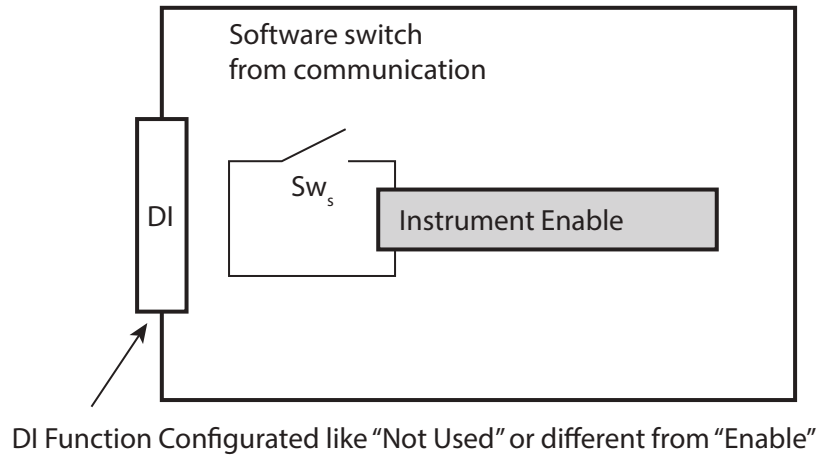 Software switch
from communication
Sws
DI
Instrument Enable
DI Function Configurated like “Not Used” or different from “Enable”